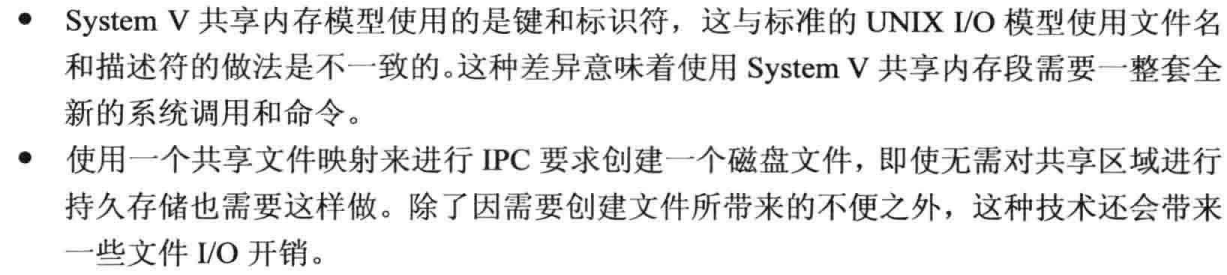 ● System V 共享内存模型使用的是键和标识符，这与标准的 UNIX I/O 模型使用文件名
和描述符的做法是不一致的。这种差异意味着使用 System V 共享内存段需要一整套全
新的系统调用和命令。
● 使用一个共享文件映射来进行 IPC 要求创建一个磁盘文件，即使无需对共享区域进行
持久存储也需要这样做。除了因需要创建文件所带来的不便之外，这种技术还会带来
一些文件 I/O 开销。